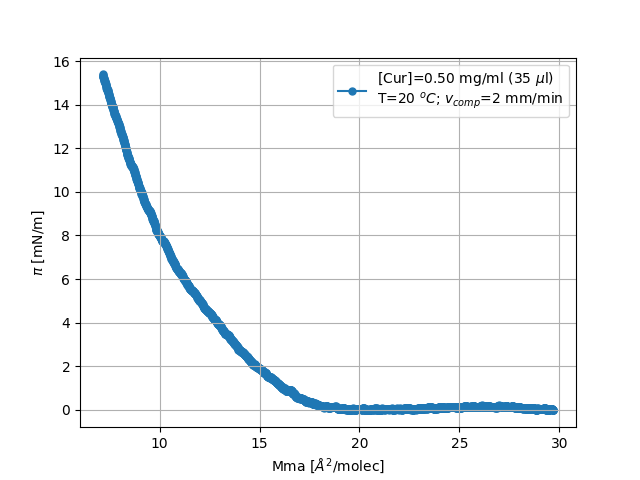 [Cur]=0.50 mg/ml (35 μl)
T=20 °C; v_comp=2 mm/min
16
14
12
10
8
6
4
2
0
π [mN/m]
10 15 20 25 30
Mma [Å²/molec]